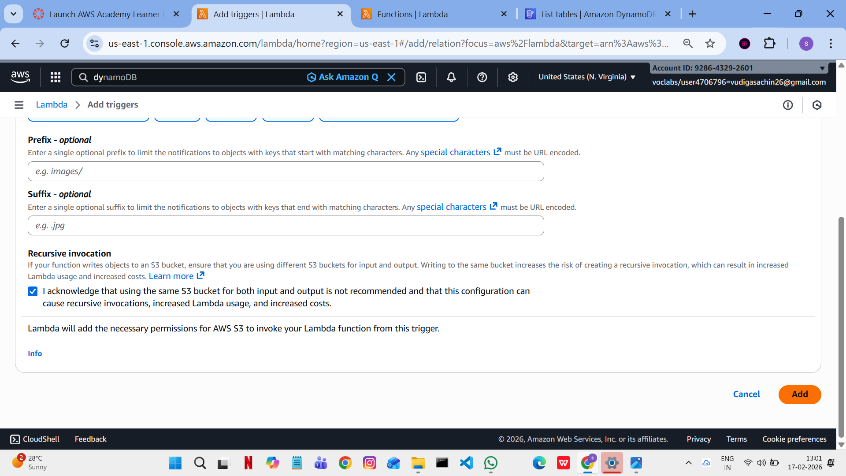 Launch AWS Academy Learner
Add triggers | Lambda
Functions | Lambda
List tables | Amazon DynamoDB
us-east-1.console.aws.amazon.com/lambda/home?region=us-east-1#/add/relation?focus=aws%2Flambda&target=arn%3Aaws%3...
aws
dynamoDB
Ask Amazon Q
United States (N. Virginia)
Account ID: 9286-4329-2601
voclabs/user4706796=vudigasachin26@gmail.com
Lambda
Add triggers
Prefix - optional
Enter a single optional prefix to limit the notifications to objects with keys that start with matching characters. Any special characters must be URL encoded.
e.g. images/
Suffix - optional
Enter a single optional suffix to limit the notifications to objects with keys that end with matching characters. Any special characters must be URL encoded.
e.g. .jpg
Recursive invocation
If your function writes objects to an S3 bucket, ensure that you are using different S3 buckets for input and output. Writing to the same bucket increases the risk of creating a recursive invocation, which can result in increased
Lambda usage and increased costs. Learn more
I acknowledge that using the same S3 bucket for both input and output is not recommended and that this configuration can
cause recursive invocations, increased Lambda usage, and increased costs.
Lambda will add the necessary permissions for AWS S3 to invoke your Lambda function from this trigger.
Info
Cancel
Add
CloudShell
Feedback
© 2026, Amazon Web Services, Inc. or its affiliates.
Privacy
Terms
Cookie preferences
2
28°C
Sunny
ENG
IN
13:01
17-02-2026